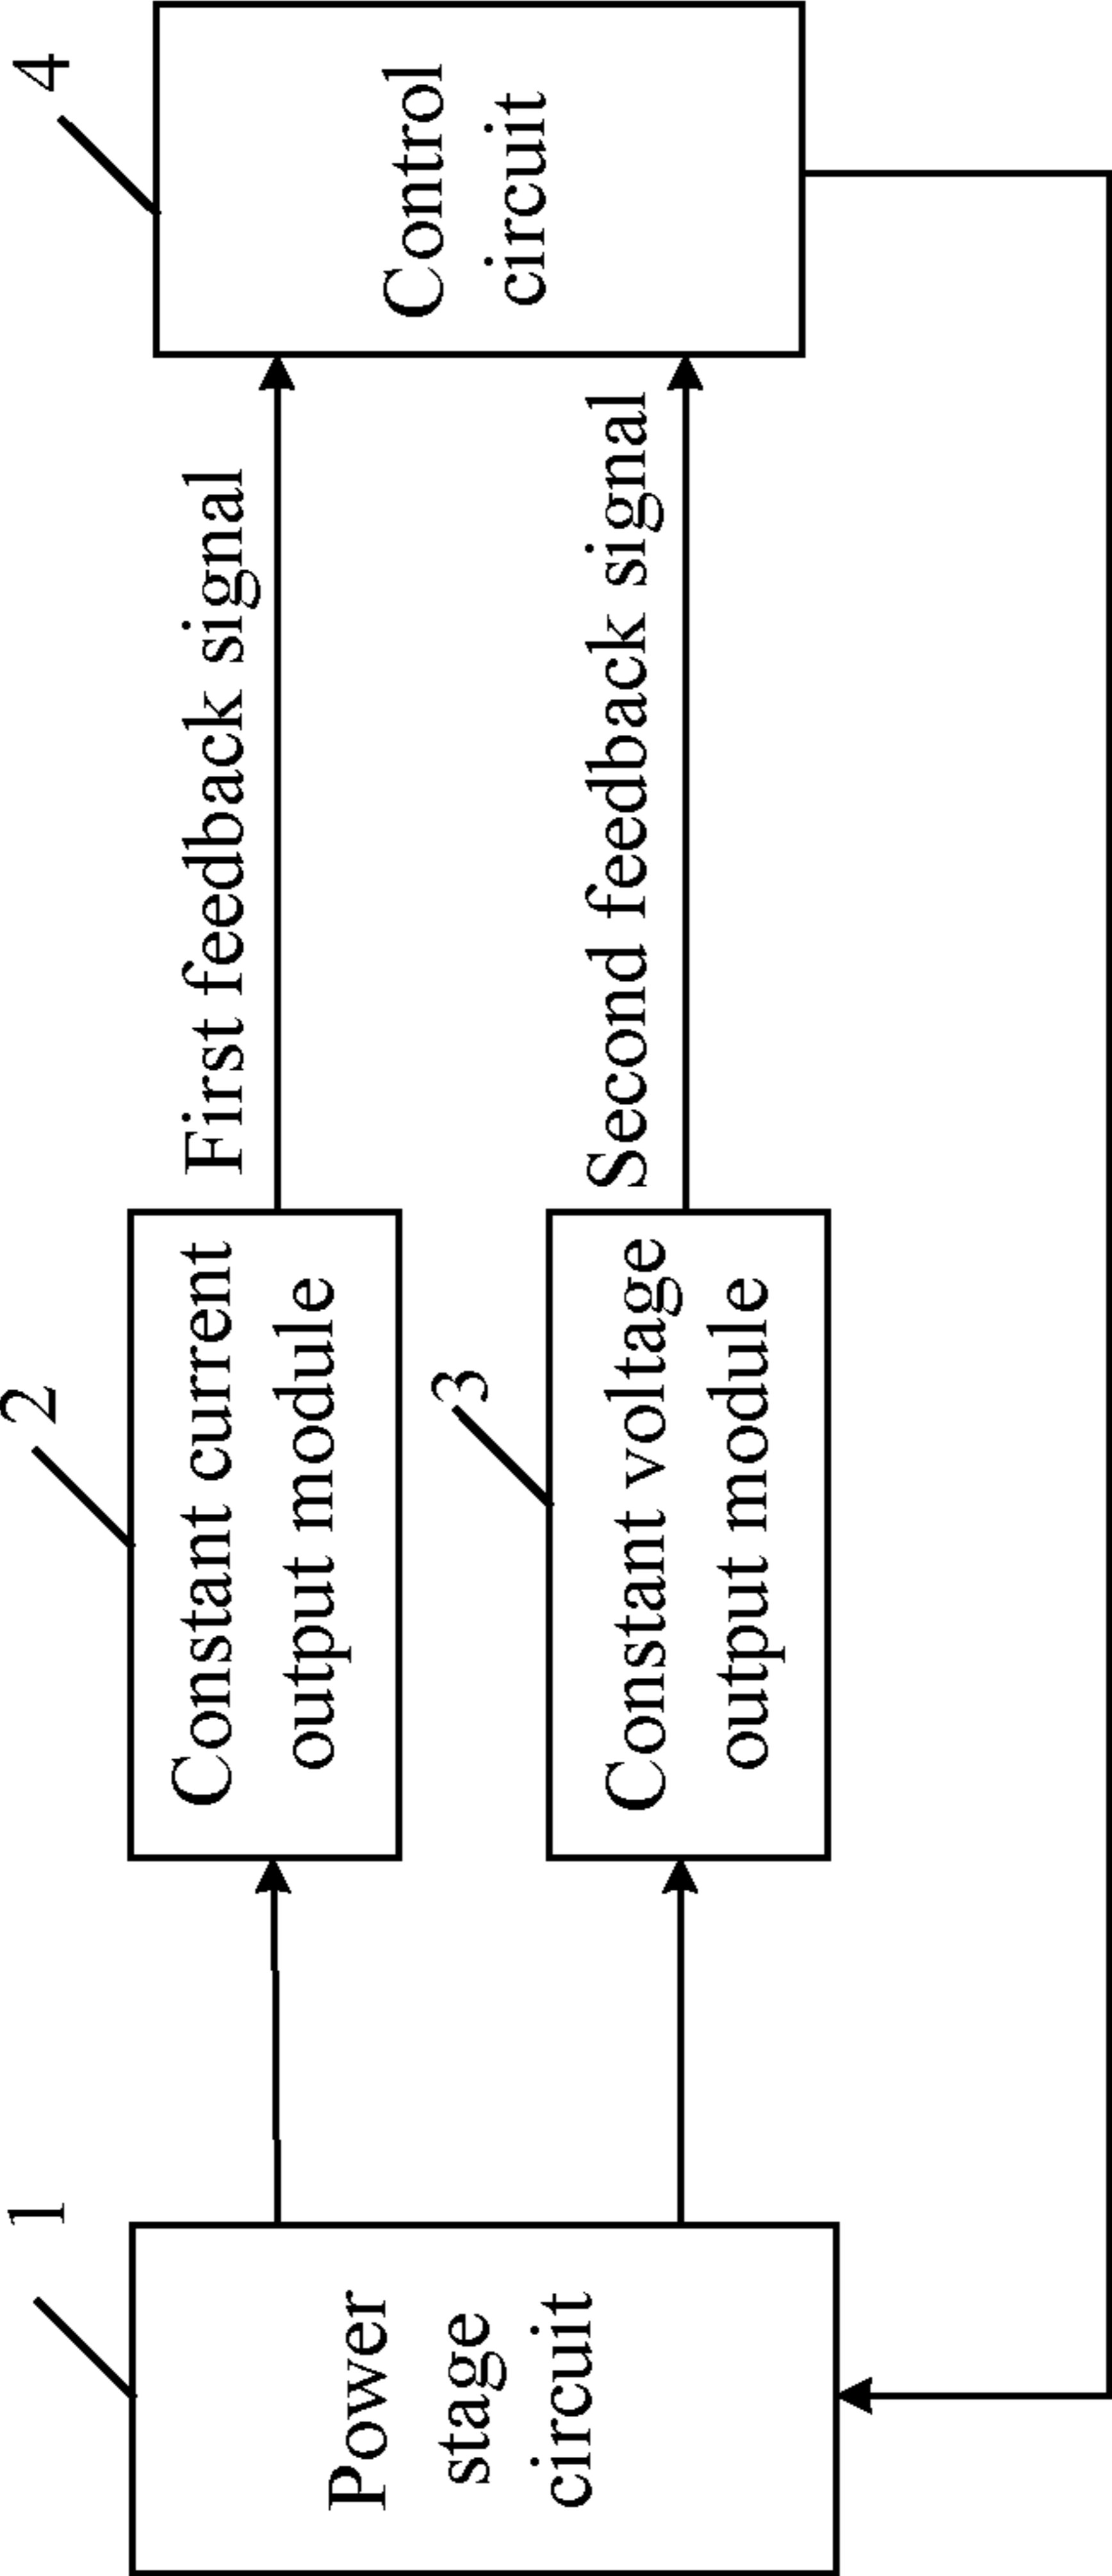 1
Power
stage
circuit
2
Constant current
output module
3
Constant voltage
output module
First feedback signal
Second feedback signal
4
Control
circuit